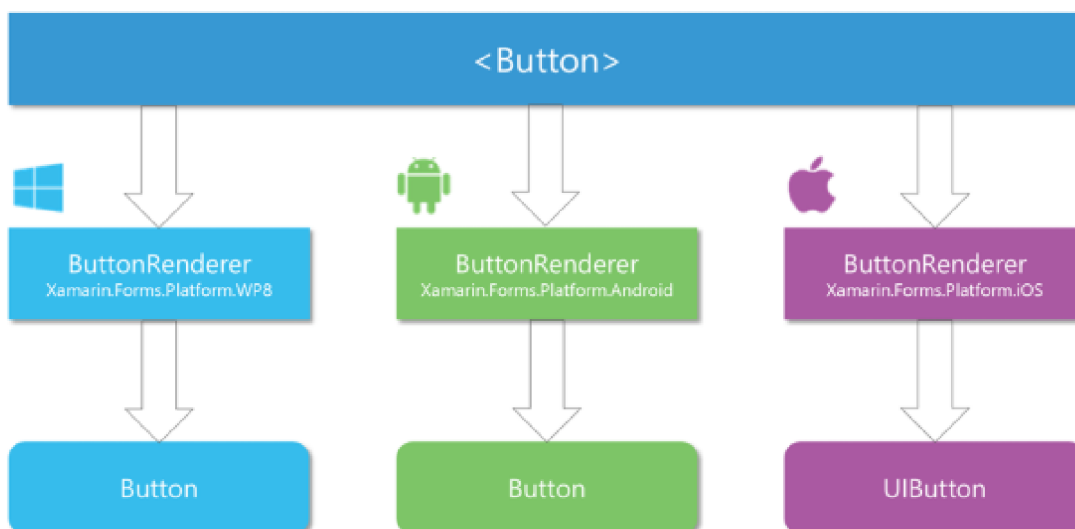 <Button>
ButtonRenderer
Xamarin.Forms.Platform.WP8
ButtonRenderer
Xamarin.Forms.Platform.Android
ButtonRenderer
Xamarin.Forms.Platform.iOS
Button
Button
UIButton